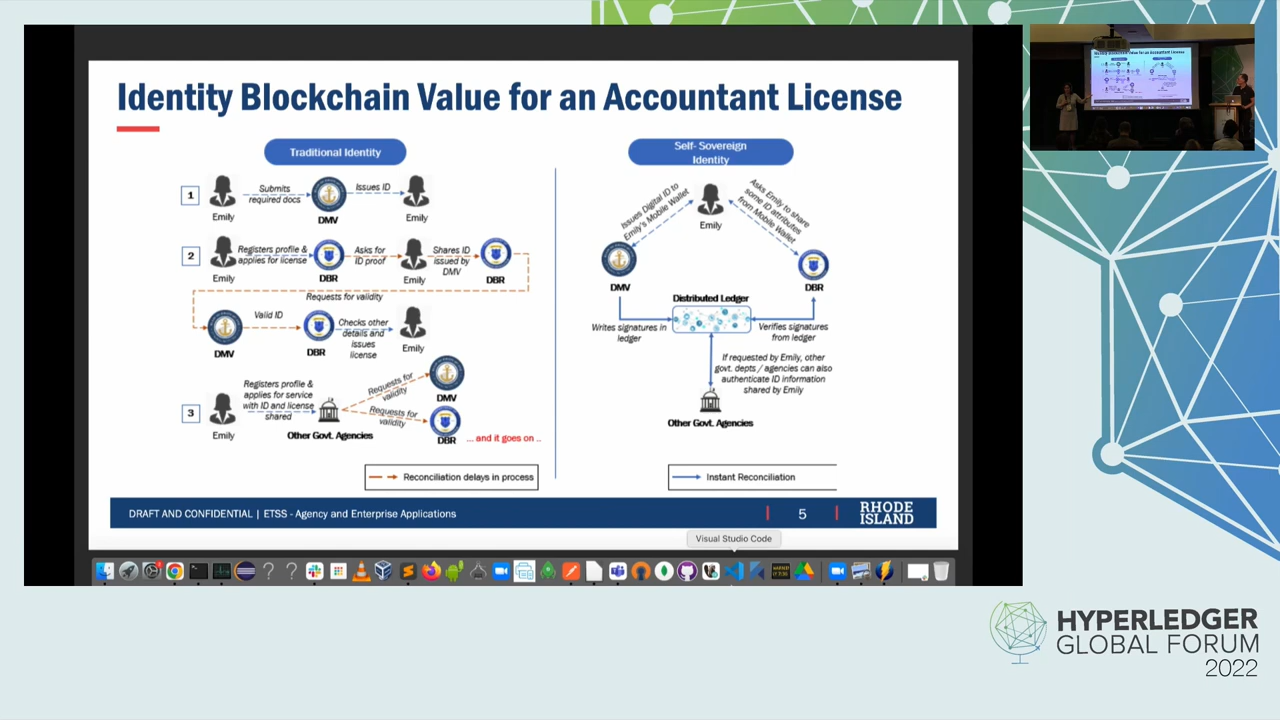 Identity Blockchain Value for an Accountant License
Traditional Identity
1
Emily
Submits
required docs
DMV
Issues ID
Emily
2
Emily
Registers profile &
applies for license
DBR
Asks for
ID proof
Emily
Shares ID
issued by
DMV
DBR
Requests for validity
DMV
Valid ID
DBR
Checks other
details and
issues
license
Emily
3
Emily
Registers profile &
applies for service
with ID and license
shared
Other Govt. Agencies
Requests for
validity
DMV
Requests for
validity
DBR
... and it goes on ..
Reconciliation delays in process
Self- Sovereign
Identity
Issues Digital ID to
Emily's Mobile Wallet
Emily
Asks Emily to share
some ID attributes
from Mobile Wallet
DMV
DBR
Distributed Ledger
Writes signatures in
ledger
Verifies signatures
from ledger
If requested by Emily, other
govt. depts / agencies can also
authenticate ID information
shared by Emily
Other Govt. Agencies
Instant Reconciliation
DRAFT AND CONFIDENTIAL | ETSS - Agency and Enterprise Applications
5
RHODE
ISLAND
Visual Studio Code
Identity Blockchain Value for an Accountant License
HYPERLEDGER
GLOBAL FORUM
2022